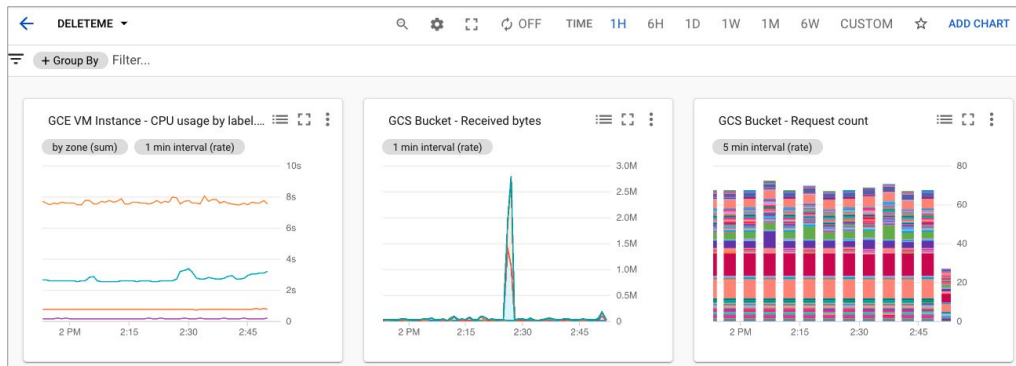 DELETEME
OFF TIME 1H 6H 1D 1W 1M 6W CUSTOM ADD CHART
+ Group By Filter...
GCE VM Instance - CPU usage by label....
by zone (sum) 1 min interval (rate)
10s
8s
6s
4s
2s
0
2 PM 2:15 2:30 2:45
GCS Bucket - Received bytes
1 min interval (rate)
3.0M
2.5M
2.0M
1.5M
1.0M
0.5M
0
2 PM 2:15 2:30 2:45
GCS Bucket - Request count
5 min interval (rate)
80
60
40
20
0
2 PM 2:15 2:30 2:45